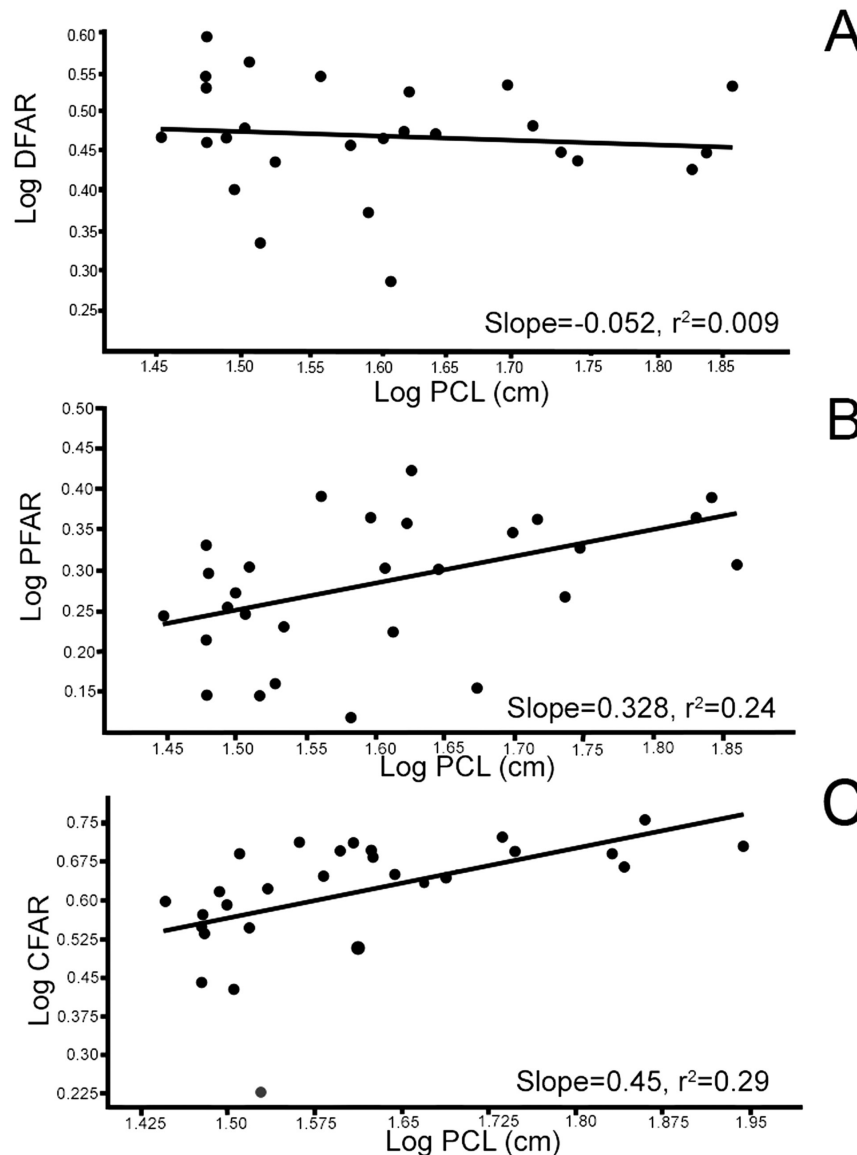 A
0.60
0.55
0.50
0.45
0.40
0.35
0.30
0.25
Log DFAR
Slope=-0.052, r²=0.009
1.45 1.50 1.55 1.60 1.65 1.70 1.75 1.80 1.85
Log PCL (cm)
B
0.50
0.45
0.40
0.35
0.30
0.25
0.20
0.15
Log PFAR
Slope=0.328, r²=0.24
1.45 1.50 1.55 1.60 1.65 1.70 1.75 1.80 1.85
Log PCL (cm)
C
0.75
0.675
0.60
0.525
0.45
0.375
0.30
0.225
Log CFAR
Slope=0.45, r²=0.29
1.425 1.50 1.575 1.65 1.725 1.80 1.875 1.95
Log PCL (cm)